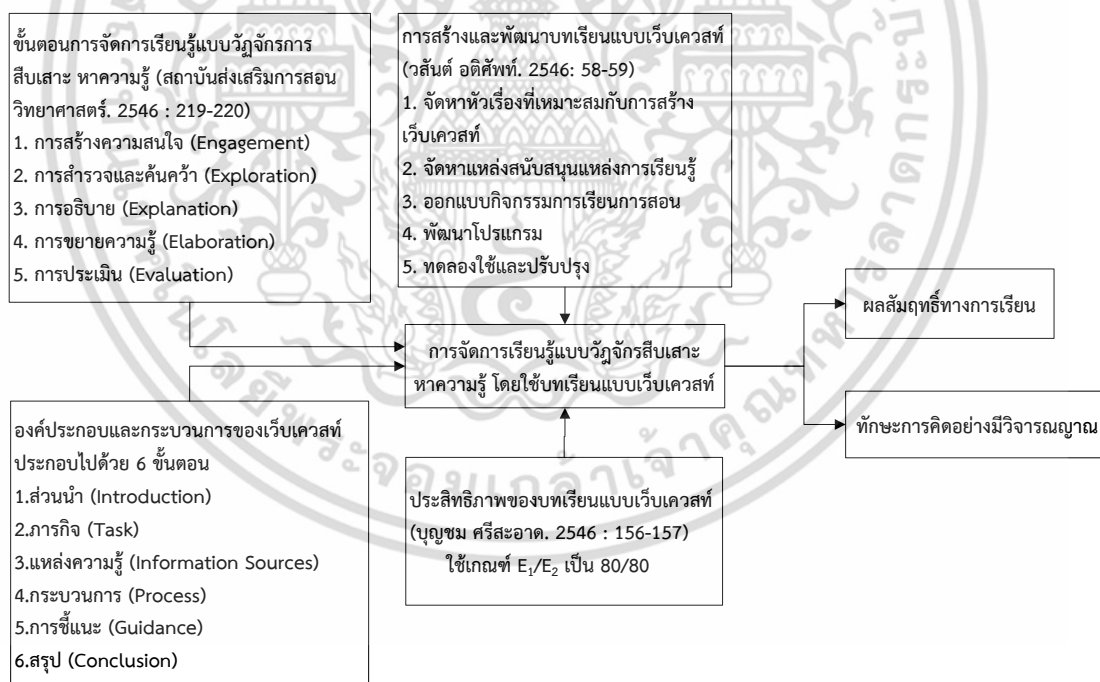 ขั้นตอนการจัดการเรียนรู้แบบวัฏจักรการ
สืบเสาะ หาความรู้ (สถาบันส่งเสริมการสอน
วิทยาศาสตร์. 2546 : 219-220)
1. การสร้างความสนใจ (Engagement)
2. การสำรวจและค้นคว้า (Exploration)
3. การอธิบาย (Explanation)
4. การขยายความรู้ (Elaboration)
5. การประเมิน (Evaluation)
การสร้างและพัฒนาบทเรียนแบบเว็บเควสท์
(วสันต์ อติศัพท์. 2546: 58-59)
1. จัดหาหัวเรื่องที่เหมาะสมกับการสร้าง
เว็บเควสท์
2. จัดหาแหล่งสนับสนุนแหล่งการเรียนรู้
3. ออกแบบกิจกรรมการเรียนการสอน
4. พัฒนาโปรแกรม
5. ทดลองใช้และปรับปรุง
การจัดการเรียนรู้แบบวัฎจักรสืบเสาะ
หาความรู้ โดยใช้บทเรียนแบบเว็บเควสท์
ผลสัมฤทธิ์ทางการเรียน
ทักษะการคิดอย่างมีวิจารณญาณ
องค์ประกอบและกระบวนการของเว็บเควสท์
ประกอบไปด้วย 6 ขั้นตอน
1.ส่วนนำ (Introduction)
2.ภารกิจ (Task)
3.แหล่งความรู้ (Information Sources)
4.กระบวนการ (Process)
5.การชี้แนะ (Guidance)
6.สรุป (Conclusion)
ประสิทธิภาพของบทเรียนแบบเว็บเควสท์
(บุญชม ศรีสะอาด. 2546 : 156-157)
ใช้เกณฑ์ E₁/E₂ เป็น 80/80